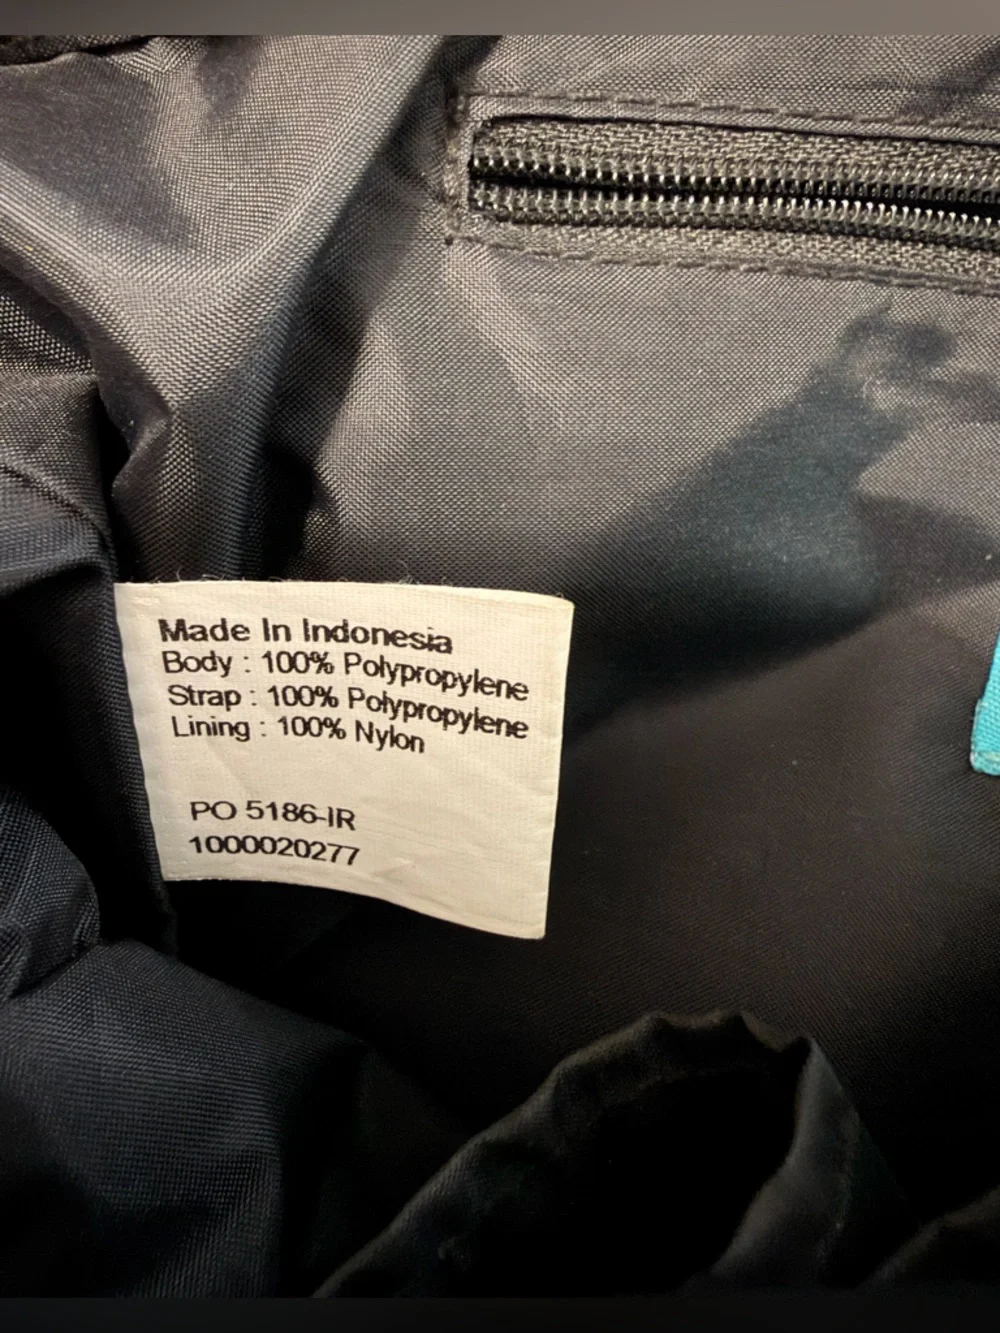 Made In Indonesia
Body : 100% Polypropylene
Strap : 100% Polypropylene
Lining : 100% Nylon
PO 5186-IR
1000020277